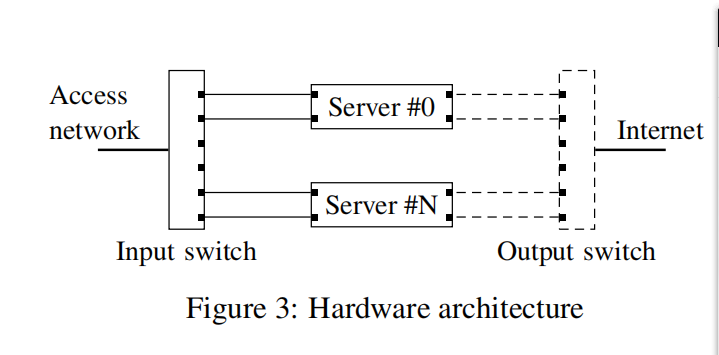 Access
network
Server #0
Internet
Server #N
Input switch
Output switch
Figure 3: Hardware architecture